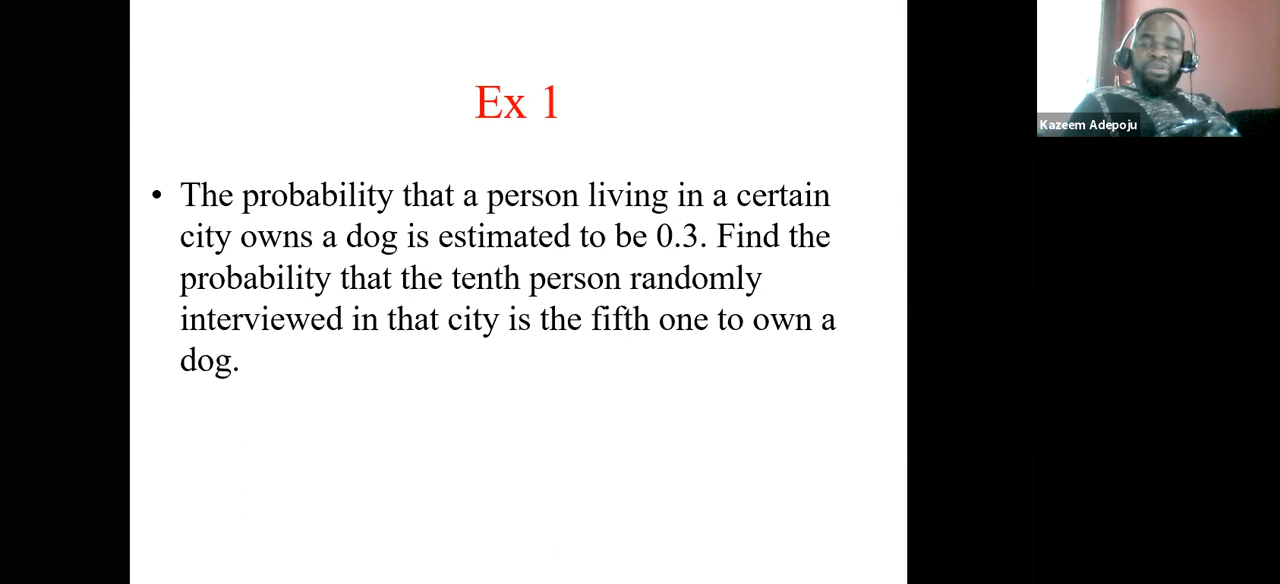 Ex 1
• The probability that a person living in a certain
city owns a dog is estimated to be 0.3. Find the
probability that the tenth person randomly
interviewed in that city is the fifth one to own a
dog.
Kazeem Adepoju